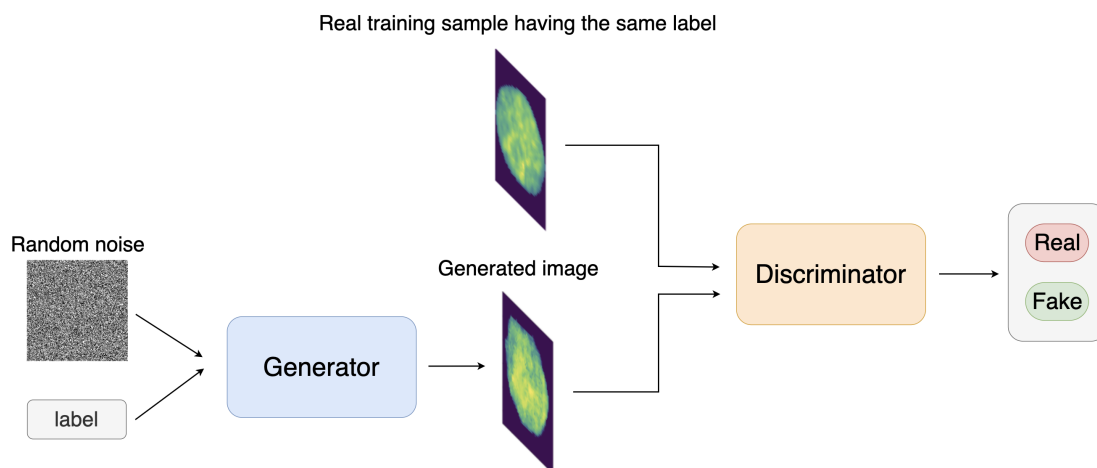 Real training sample having the same label
Random noise
Generated image
label
Generator
Discriminator
Real
Fake